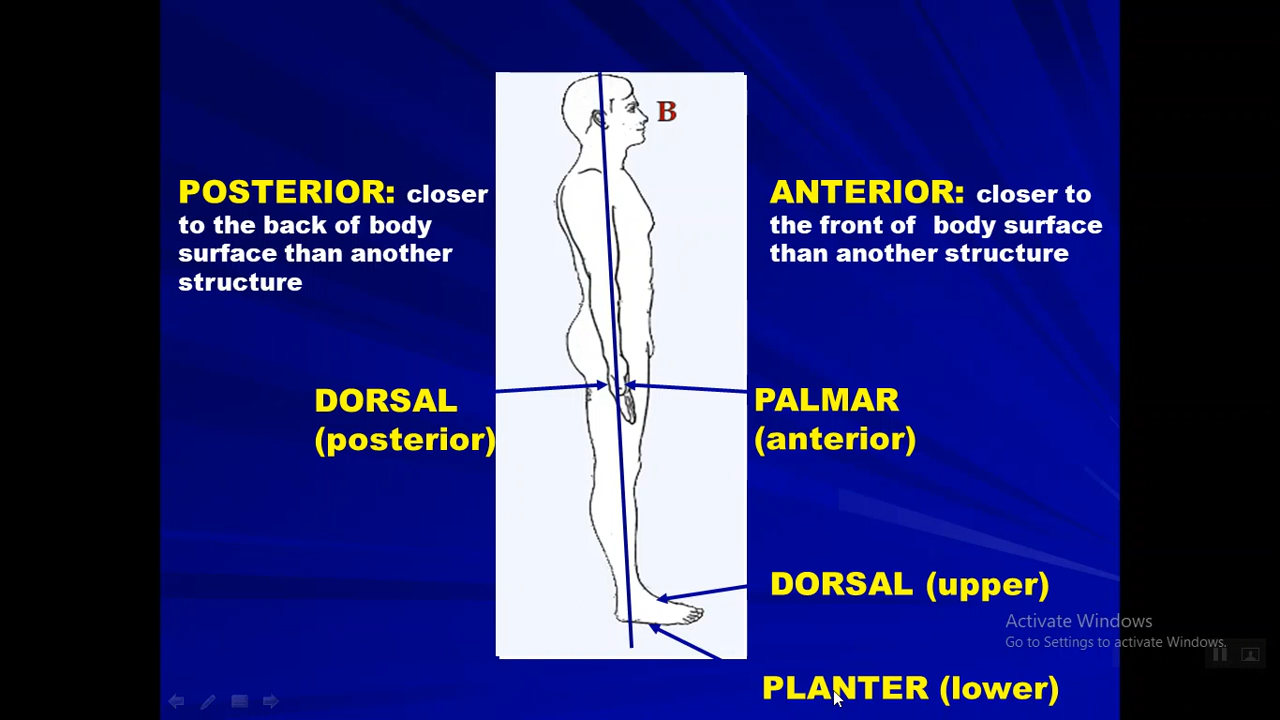 B
POSTERIOR: closer
to the back of body
surface than another
structure
ANTERIOR: closer to
the front of body surface
than another structure
DORSAL
(posterior)
PALMAR
(anterior)
DORSAL (upper)
Activate Windows
Go to Settings to activate Windows.
PLANTER (lower)